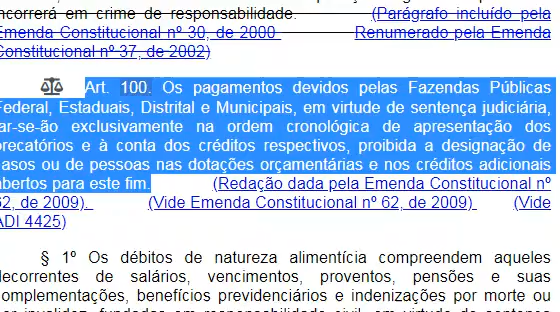 ncorrerá em crime de responsabilidade. (Parágrafo incluído pela
Emenda Constitucional nº 30, de 2000 Renumerado pela Emenda
Constitucional nº 37, de 2002)
Art. 100. Os pagamentos devidos pelas Fazendas Públicas
Federal, Estaduais, Distrital e Municipais, em virtude de sentença judiciária,
ar-se-ão exclusivamente na ordem cronológica de apresentação dos
precatórios e à conta dos créditos respectivos, proibida a designação de
casos ou de pessoas nas dotações orçamentárias e nos créditos adicionais
abertos para este fim. (Redação dada pela Emenda Constitucional nº
62, de 2009). (Vide Emenda Constitucional nº 62, de 2009) (Vide
ADI 4425)
§ 1º Os débitos de natureza alimentícia compreendem aqueles
decorrentes de salários, vencimentos, proventos, pensões e suas
complementações, benefícios previdenciários e indenizações por morte ou